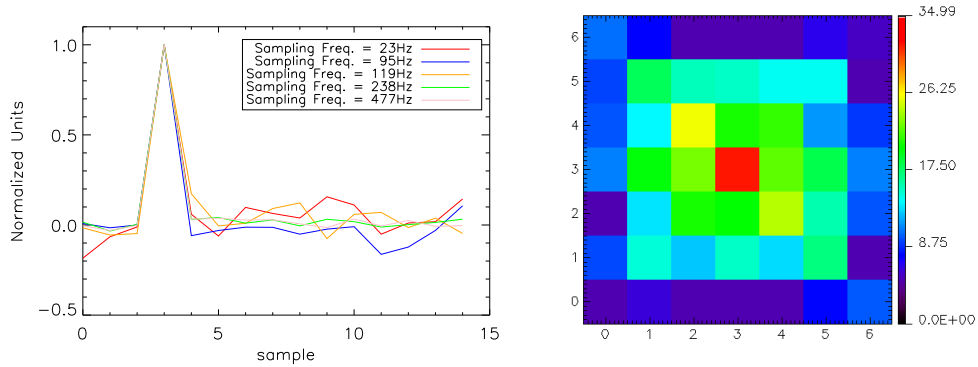 1.0
0.5
0.0
−0.5
Normalized Units
0 5 10 15
sample
Sampling Freq. = 23Hz
Sampling Freq. = 95Hz
Sampling Freq. = 119Hz
Sampling Freq. = 238Hz
Sampling Freq. = 477Hz
6
5
4
3
2
1
0
0 1 2 3 4 5 6
34.99
26.25
17.50
8.75
0.0E+00